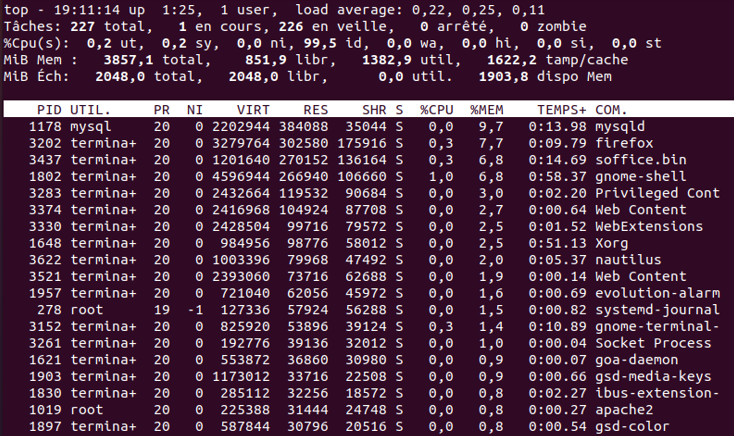 top - 19:11:14 up  1:25,  1 user,  load average: 0,22, 0,25, 0,11
Tâches: 227 total,   1 en cours, 226 en veille,   0 arrêté,   0 zombie
%Cpu(s):  0,2 ut,  0,2 sy,  0,0 ni, 99,5 id,  0,0 wa,  0,0 hi,  0,0 si,  0,0 st
MiB Mem :   3857,1 total,    851,9 libr,   1382,9 util,   1622,2 tamp/cache
MiB Éch:   2048,0 total,   2048,0 libr,      0,0 util.   1903,8 dispo Mem
PID UTIL.     PR  NI    VIRT    RES    SHR S  %CPU  %MEM    TEMPS+ COM.
1178 mysql     20   0 2202944 384088  35044 S   0,0   9,7   0:13.98 mysqld
3202 termina+  20   0 3279764 302580 175916 S   0,3   7,7   0:09.79 firefox
3437 termina+  20   0 1201640 270152 136164 S   0,3   6,8   0:14.69 soffice.bin
1802 termina+  20   0 4596944 266940 106660 S   1,0   6,8   0:58.37 gnome-shell
3283 termina+  20   0 2432664 119532  90684 S   0,0   3,0   0:02.20 Privileged Cont
3374 termina+  20   0 2416968 104924  87708 S   0,0   2,7   0:00.64 Web Content
3330 termina+  20   0 2428504  99716  79572 S   0,0   2,5   0:01.52 WebExtensions
1648 termina+  20   0  984956  98776  58012 S   0,0   2,5   0:51.13 Xorg
3622 termina+  20   0 1003396  79968  47492 S   0,0   2,0   0:05.37 nautilus
3521 termina+  20   0 2393060  73716  62688 S   0,0   1,9   0:00.14 Web Content
1957 termina+  20   0  721040  62056  45972 S   0,0   1,6   0:00.69 evolution-alarm
278 root      19  -1  127336  57924  56288 S   0,0   1,5   0:00.82 systemd-journal
3152 termina+  20   0  825920  53896  39124 S   0,3   1,4   0:10.89 gnome-terminal-
3261 termina+  20   0  192776  39136  32012 S   0,0   1,0   0:00.04 Socket Process
1621 termina+  20   0  553872  36860  30980 S   0,0   0,9   0:00.07 goa-daemon
1903 termina+  20   0 1173012  33716  22508 S   0,0   0,9   0:00.66 gsd-media-keys
1830 termina+  20   0  285112  32256  18572 S   0,0   0,8   0:02.27 ibus-extension-
1019 root      20   0  225388  31444  24748 S   0,0   0,8   0:00.27 apache2
1897 termina+  20   0  587844  30796  20516 S   0,0   0,8   0:00.54 gsd-color